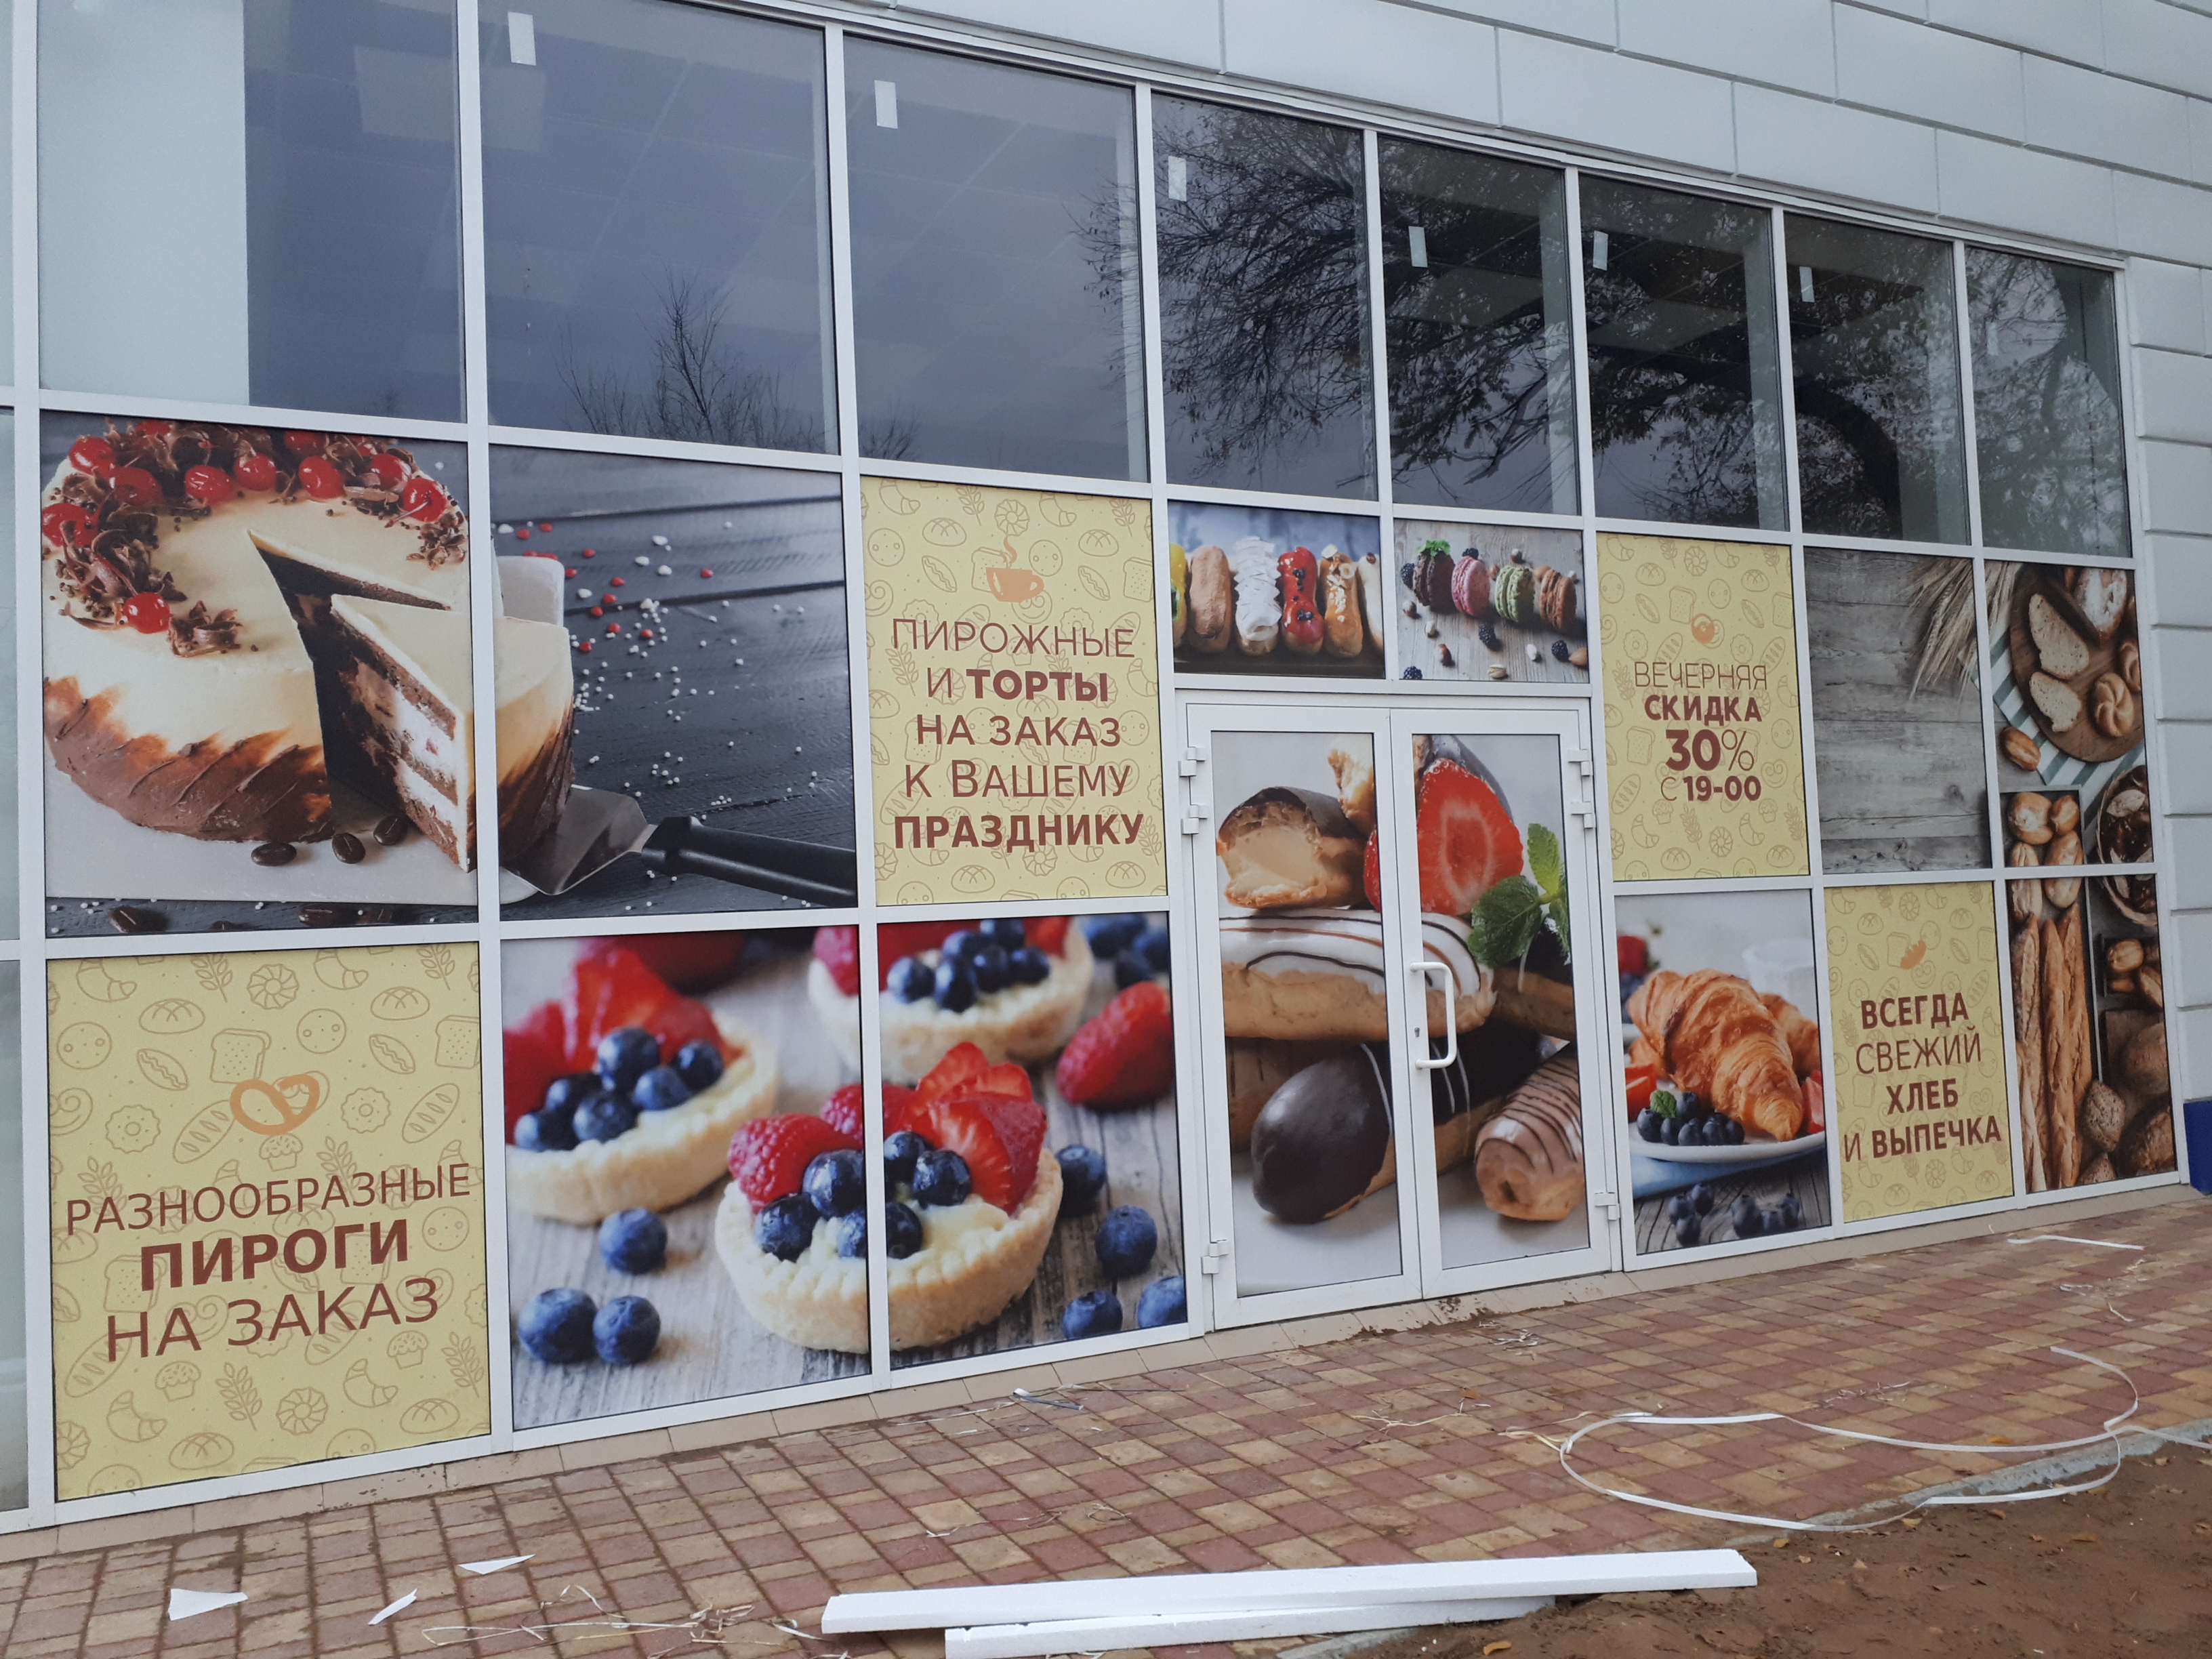 ПИРОЖНЫЕ
И ТОРТЫ
НА ЗАКАЗ
К ВАШЕМУ
ПРАЗДНИКУ
ВЕЧЕРНЯЯ
СКИДКА
30%
С 19-00
РАЗНООБРАЗНЫЕ
ПИРОГИ
НА ЗАКАЗ
ВСЕГДА
СВЕЖИЙ
ХЛЕБ
И ВЫПЕЧКА